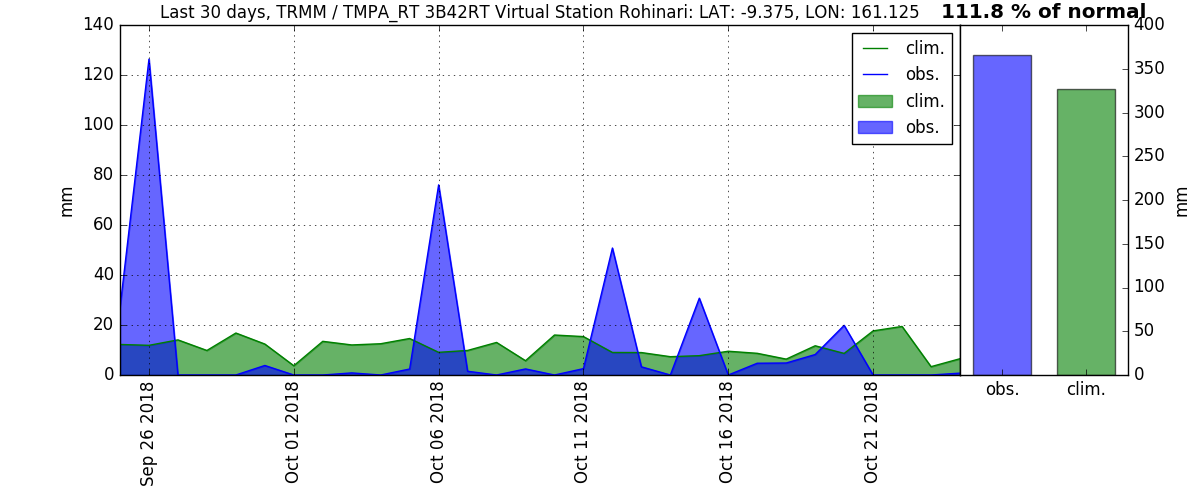 Last 30 days, TRMM / TMPA_RT 3B42RT Virtual Station Rohinari: LAT: -9.375, LON: 161.125
111.8 % of normal
140
120
100
80
60
40
20
0
mm
clim.
obs.
clim.
obs.
Sep 26 2018
Oct 01 2018
Oct 06 2018
Oct 11 2018
Oct 16 2018
Oct 21 2018
400
350
300
250
200
150
100
50
0
mm
obs.
clim.